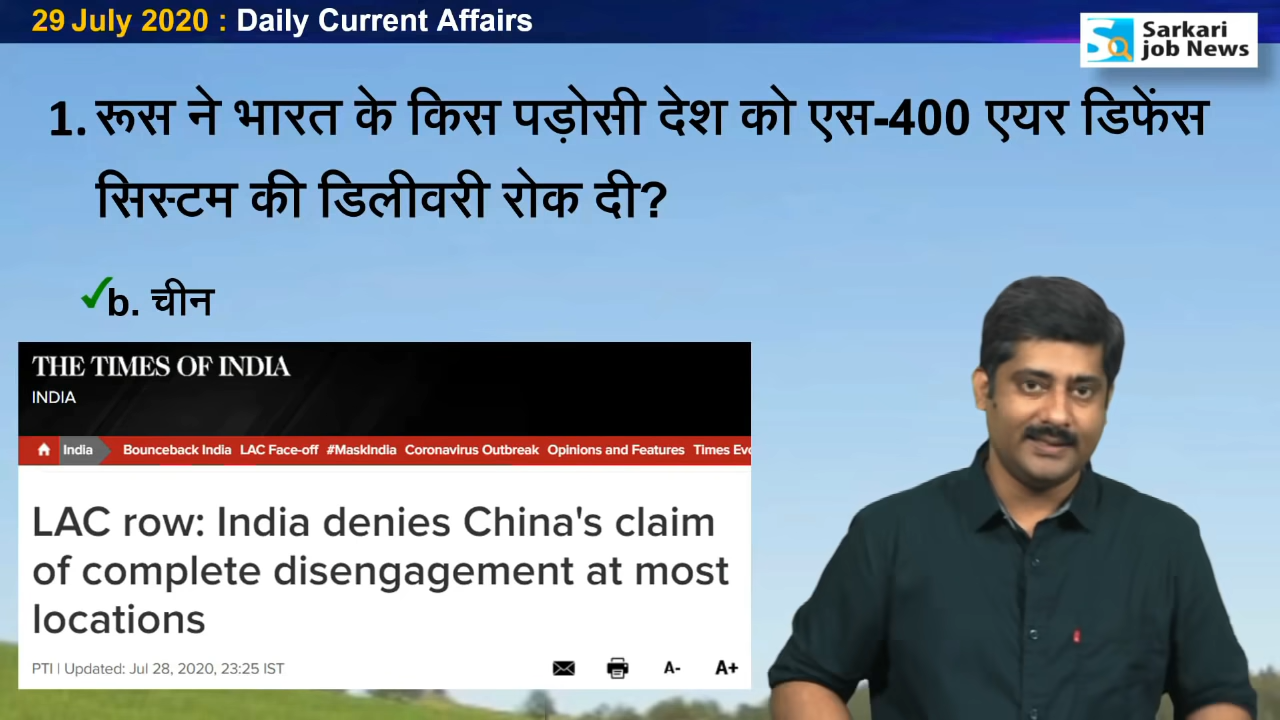 29 July 2020 : Daily Current Affairs
Sarkari
job News
1. रूस ने भारत के किस पड़ोसी देश को एस-400 एयर डिफेंस
सिस्टम की डिलीवरी रोक दी?
✓b. चीन
THE TIMES OF INDIA
INDIA
India Bounceback India LAC Face-off #MaskIndia Coronavirus Outbreak Opinions and Features Times
LAC row: India denies China's claim
of complete disengagement at most
locations
PTI | Updated: Jul 28, 2020, 23:25 IST A- A+